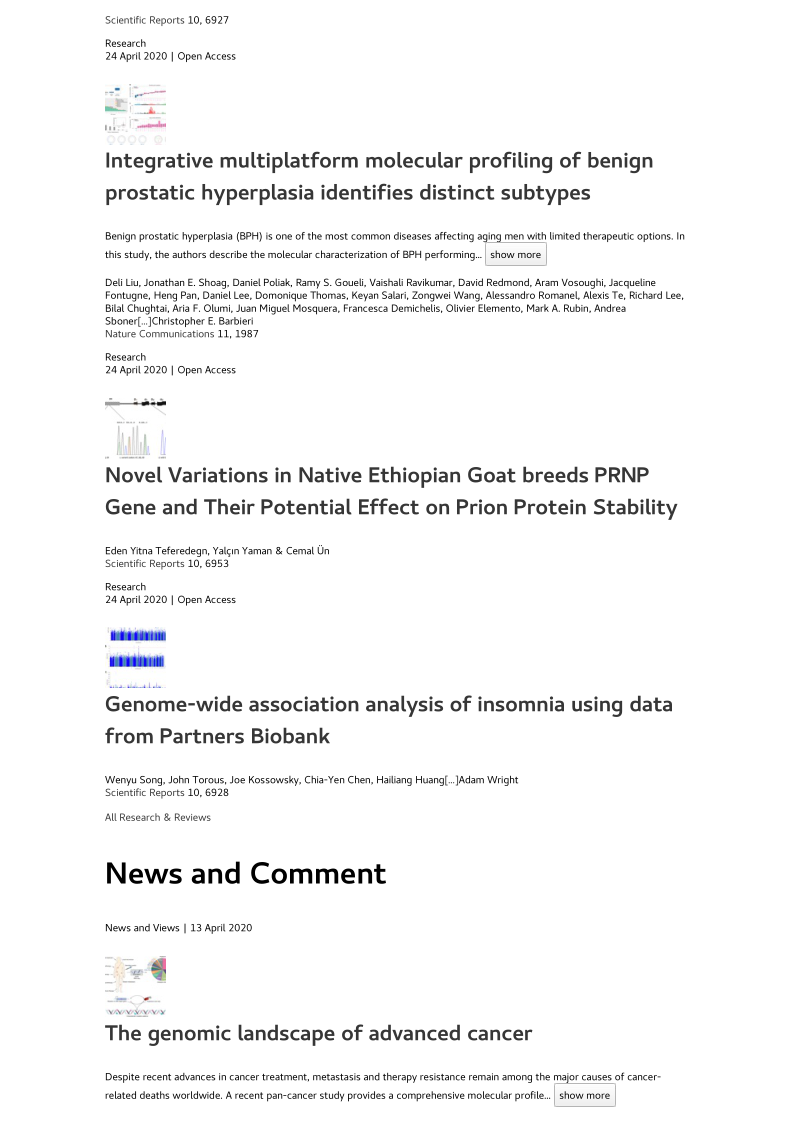 Scientific Reports 10, 6927
Research
24 April 2020 | Open Access
Integrative multiplatform molecular profiling of benign
prostatic hyperplasia identifies distinct subtypes
Benign prostatic hyperplasia (BPH) is one of the most common diseases affecting aging men with limited therapeutic options. In
this study, the authors describe the molecular characterization of BPH performing... show more
Deli Liu, Jonathan E. Shoag, Daniel Poliak, Ramy S. Goueli, Vaishali Ravikumar, David Redmond, Aram Vosoughi, Jacqueline
Fontugne, Heng Pan, Daniel Lee, Domonique Thomas, Keyan Salari, Zongwei Wang, Alessandro Romanel, Alexis Te, Richard Lee,
Bilal Chughtai, Aria F. Olumi, Juan Miguel Mosquera, Francesca Demichelis, Olivier Elemento, Mark A. Rubin, Andrea
Sboner[...]Christopher E. Barbieri
Nature Communications 11, 1987
Research
24 April 2020 | Open Access
Novel Variations in Native Ethiopian Goat breeds PRNP
Gene and Their Potential Effect on Prion Protein Stability
Eden Yitna Teferedegn, Yalçın Yaman & Cemal Ün
Scientific Reports 10, 6953
Research
24 April 2020 | Open Access
Genome-wide association analysis of insomnia using data
from Partners Biobank
Wenyu Song, John Torous, Joe Kossowsky, Chia-Yen Chen, Hailiang Huang[...]Adam Wright
Scientific Reports 10, 6928
All Research & Reviews
News and Comment
News and Views | 13 April 2020
The genomic landscape of advanced cancer
Despite recent advances in cancer treatment, metastasis and therapy resistance remain among the major causes of cancer-
related deaths worldwide. A recent pan-cancer study provides a comprehensive molecular profile... show more